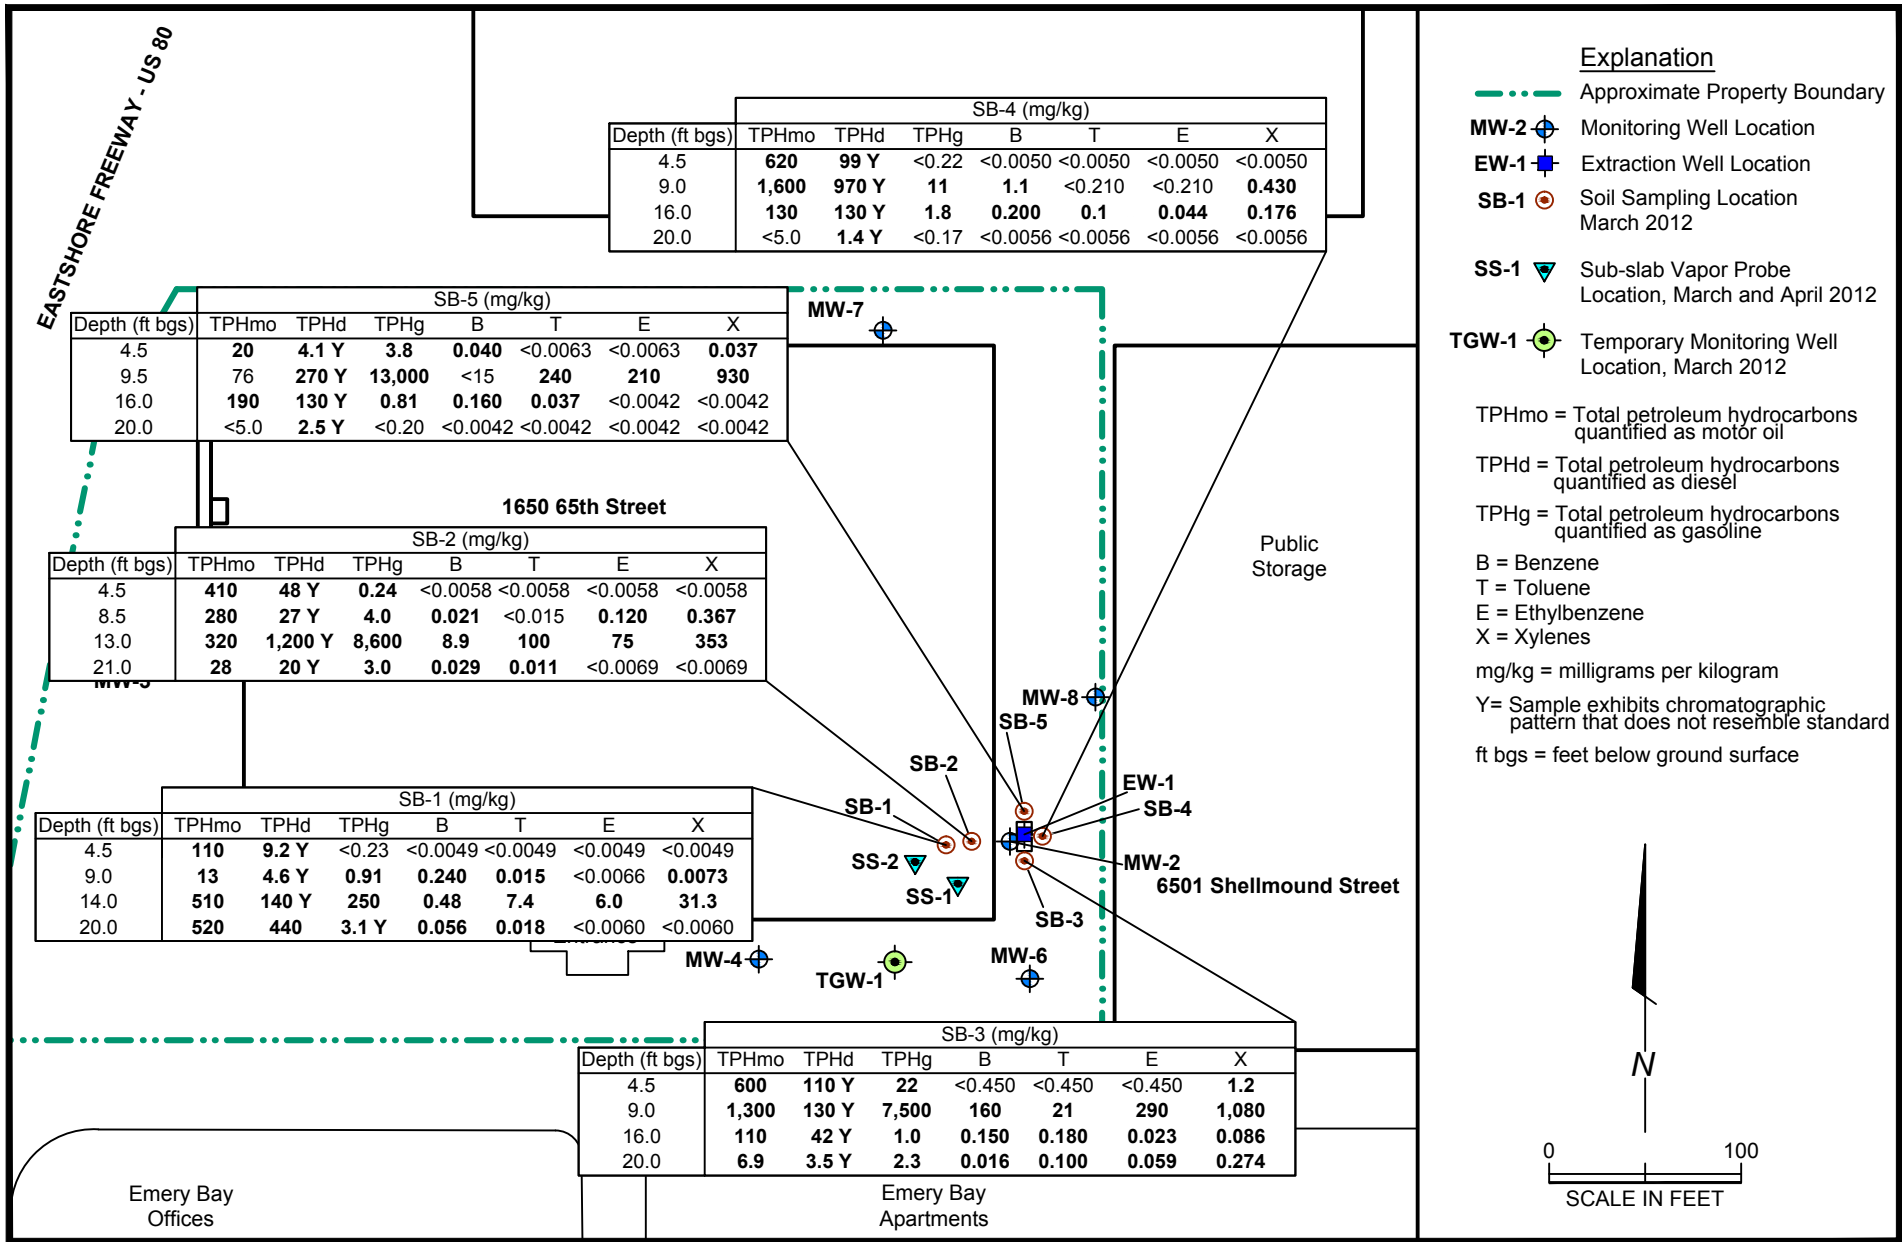 EASTSHORE FREEWAY - US 80
SB-4 (mg/kg)
Depth (ft bgs) TPHmo TPHd TPHg B T E X
4.5 620 99 Y <0.22 <0.0050 <0.0050 <0.0050 <0.0050
9.0 1,600 970 Y 11 1.1 <0.210 <0.210 0.430
16.0 130 130 Y 1.8 0.200 0.1 0.044 0.176
20.0 <5.0 1.4 Y <0.17 <0.0056 <0.0056 <0.0056 <0.0056
SB-5 (mg/kg)
Depth (ft bgs) TPHmo TPHd TPHg B T E X
4.5 20 4.1 Y 3.8 0.040 <0.0063 <0.0063 0.037
9.5 76 270 Y 13,000 <15 240 210 930
16.0 190 130 Y 0.81 0.160 0.037 <0.0042 <0.0042
20.0 <5.0 2.5 Y <0.20 <0.0042 <0.0042 <0.0042 <0.0042
MW-7
1650 65th Street
SB-2 (mg/kg)
Depth (ft bgs) TPHmo TPHd TPHg B T E X
4.5 410 48 Y 0.24 <0.0058 <0.0058 <0.0058 <0.0058
8.5 280 27 Y 4.0 0.021 <0.015 0.120 0.367
13.0 320 1,200 Y 8,600 8.9 100 75 353
21.0 28 20 Y 3.0 0.029 0.011 <0.0069 <0.0069
Public
Storage
MW-8
SB-5
SB-2
EW-1
SB-1
SB-4
SB-1 (mg/kg)
Depth (ft bgs) TPHmo TPHd TPHg B T E X
4.5 110 9.2 Y <0.23 <0.0049 <0.0049 <0.0049 <0.0049
9.0 13 4.6 Y 0.91 0.240 0.015 <0.0066 0.0073
14.0 510 140 Y 250 0.48 7.4 6.0 31.3
20.0 520 440 3.1 Y 0.056 0.018 <0.0060 <0.0060
SS-2
MW-2
6501 Shellmound Street
SS-1
SB-3
MW-4
TGW-1
MW-6
SB-3 (mg/kg)
Depth (ft bgs) TPHmo TPHd TPHg B T E X
4.5 600 110 Y 22 <0.450 <0.450 <0.450 1.2
9.0 1,300 130 Y 7,500 160 21 290 1,080
16.0 110 42 Y 1.0 0.150 0.180 0.023 0.086
20.0 6.9 3.5 Y 2.3 0.016 0.100 0.059 0.274
Emery Bay
Offices
Emery Bay
Apartments
Explanation
Approximate Property Boundary
MW-2 Monitoring Well Location
EW-1 Extraction Well Location
SB-1 Soil Sampling Location
March 2012
SS-1 Sub-slab Vapor Probe
Location, March and April 2012
TGW-1 Temporary Monitoring Well
Location, March 2012
TPHmo = Total petroleum hydrocarbons
quantified as motor oil
TPHd = Total petroleum hydrocarbons
quantified as diesel
TPHg = Total petroleum hydrocarbons
quantified as gasoline
B = Benzene
T = Toluene
E = Ethylbenzene
X = Xylenes
mg/kg = milligrams per kilogram
Y= Sample exhibits chromatographic
pattern that does not resemble standard
ft bgs = feet below ground surface
N
0 100
SCALE IN FEET